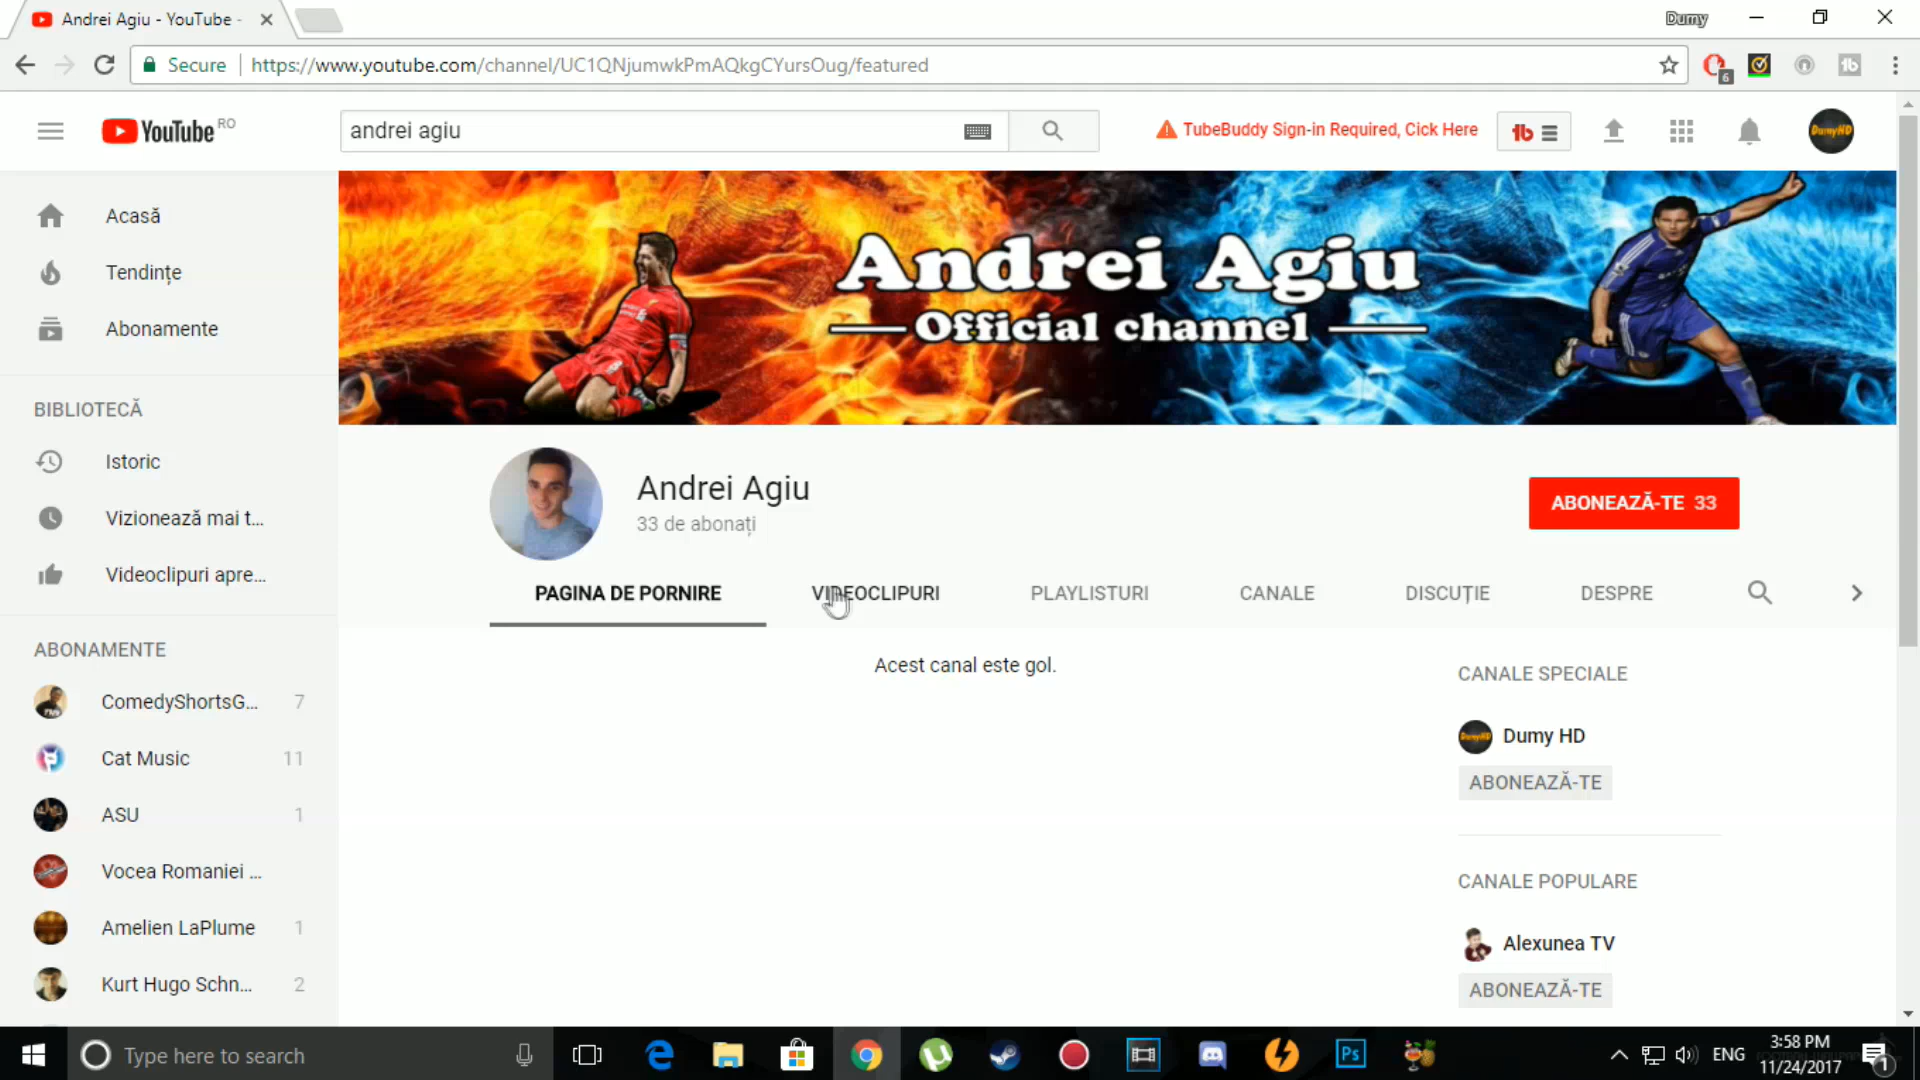 Andrei Agiu - YouTube -
Dumy
Secure
https://www.youtube.com/channel/UC1QNjumwkPmAQkgCYursOug/featured
6
YouTube RO
andrei agiu
TubeBuddy Sign-in Required, Cick Here
DumyHD
Acasă
Tendințe
Abonamente
Andrei Agiu
Official channel
BIBLIOTECĂ
Istoric
Vizionează mai t...
Videoclipuri apre...
Andrei Agiu
33 de abonați
ABONEAZĂ-TE 33
PAGINA DE PORNIRE
VIDEOCLIPURI
PLAYLISTURI
CANALE
DISCUȚIE
DESPRE
Acest canal este gol.
ABONAMENTE
ComedyShortsG... 7
Cat Music 11
ASU 1
Vocea Romaniei ...
Amelien LaPlume 1
Kurt Hugo Schn... 2
CANALE SPECIALE
Dumy HD
ABONEAZĂ-TE
CANALE POPULARE
Alexunea TV
ABONEAZĂ-TE
Type here to search
Ps
ENG
3:58 PM
11/24/2017
1